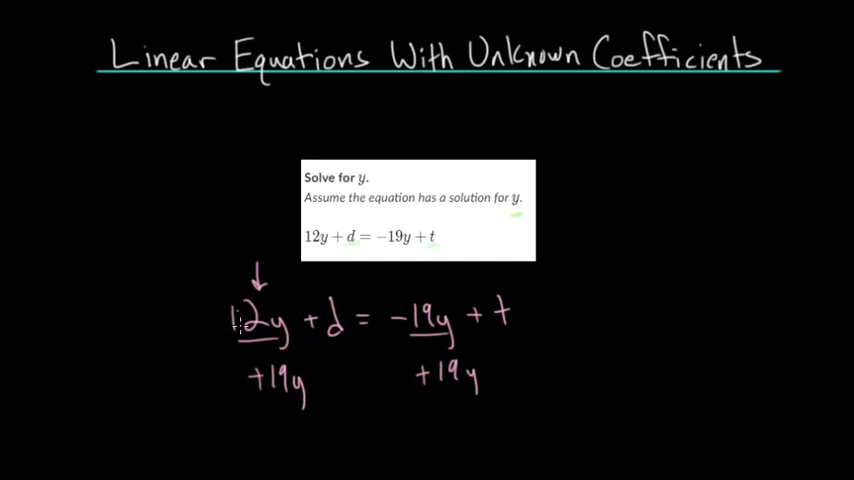 Linear Equations With Unknown Coefficients
Solve for y.
Assume the equation has a solution for y.
12y + d = −19y + t
12y + d = -19y + t
+19y +19y